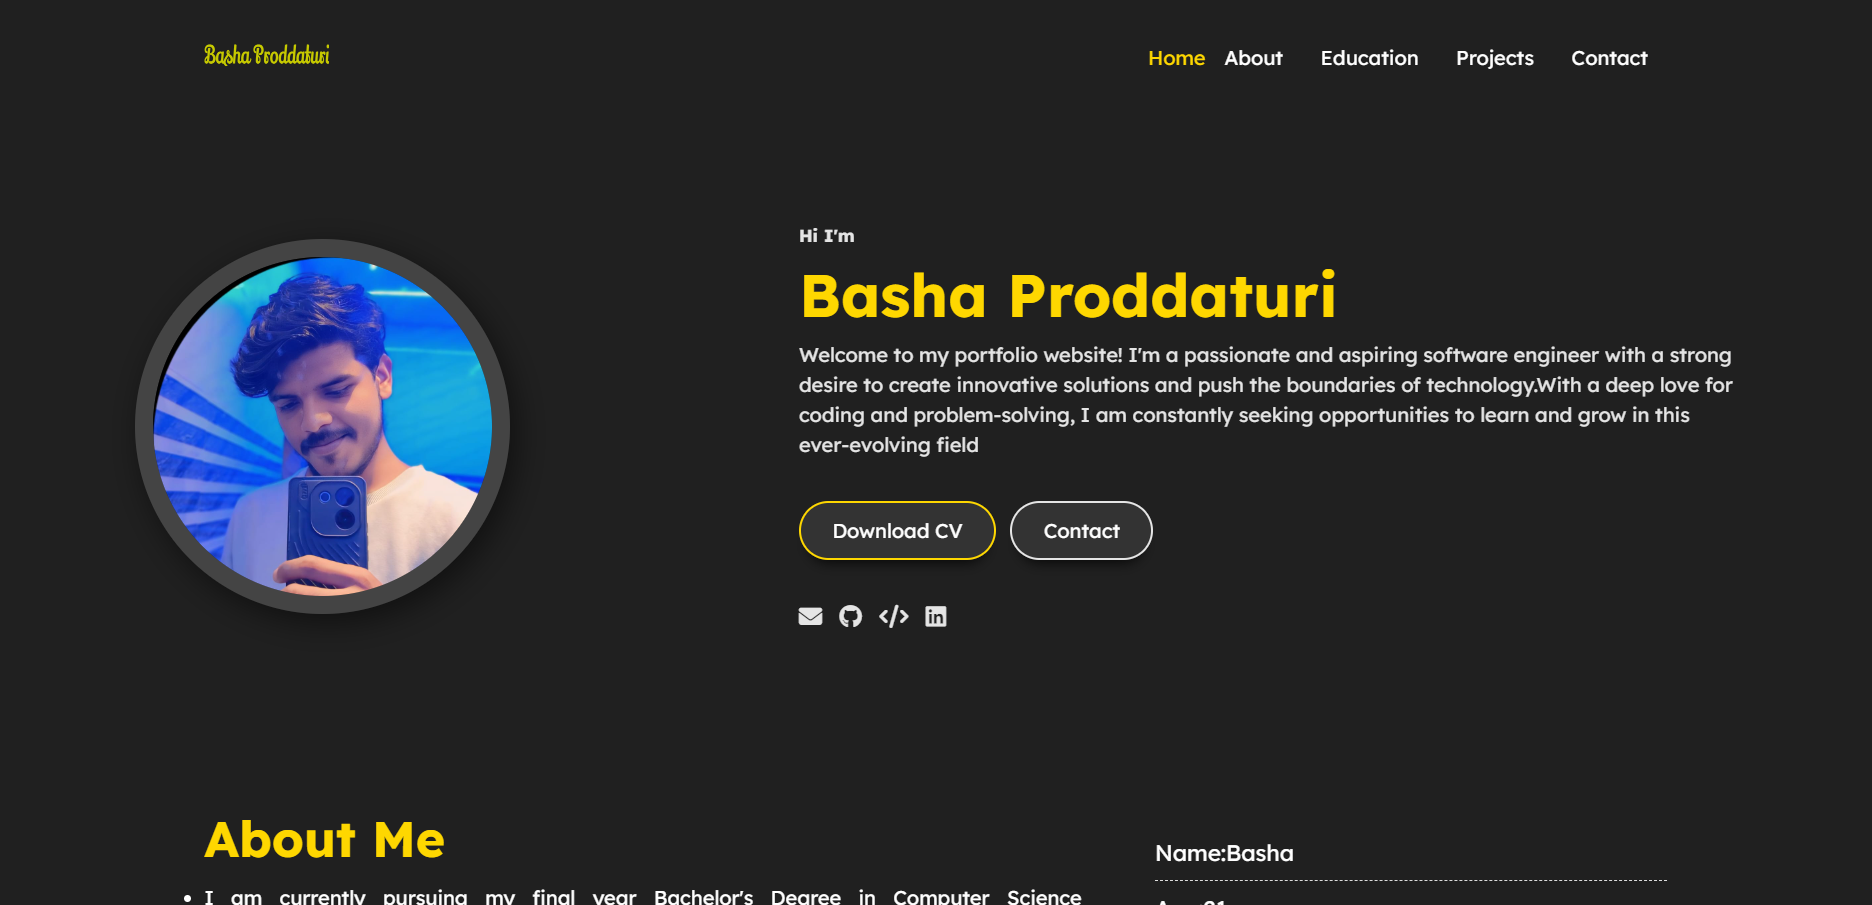 Basha Proddaturi
Home About Education Projects Contact
Hi I'm
Basha Proddaturi
Welcome to my portfolio website! I'm a passionate and aspiring software engineer with a strong
desire to create innovative solutions and push the boundaries of technology.With a deep love for
coding and problem-solving, I am constantly seeking opportunities to learn and grow in this
ever-evolving field
Download CV Contact
About Me
I am currently pursuing my final year Bachelor's Degree in Computer Science
Name:Basha